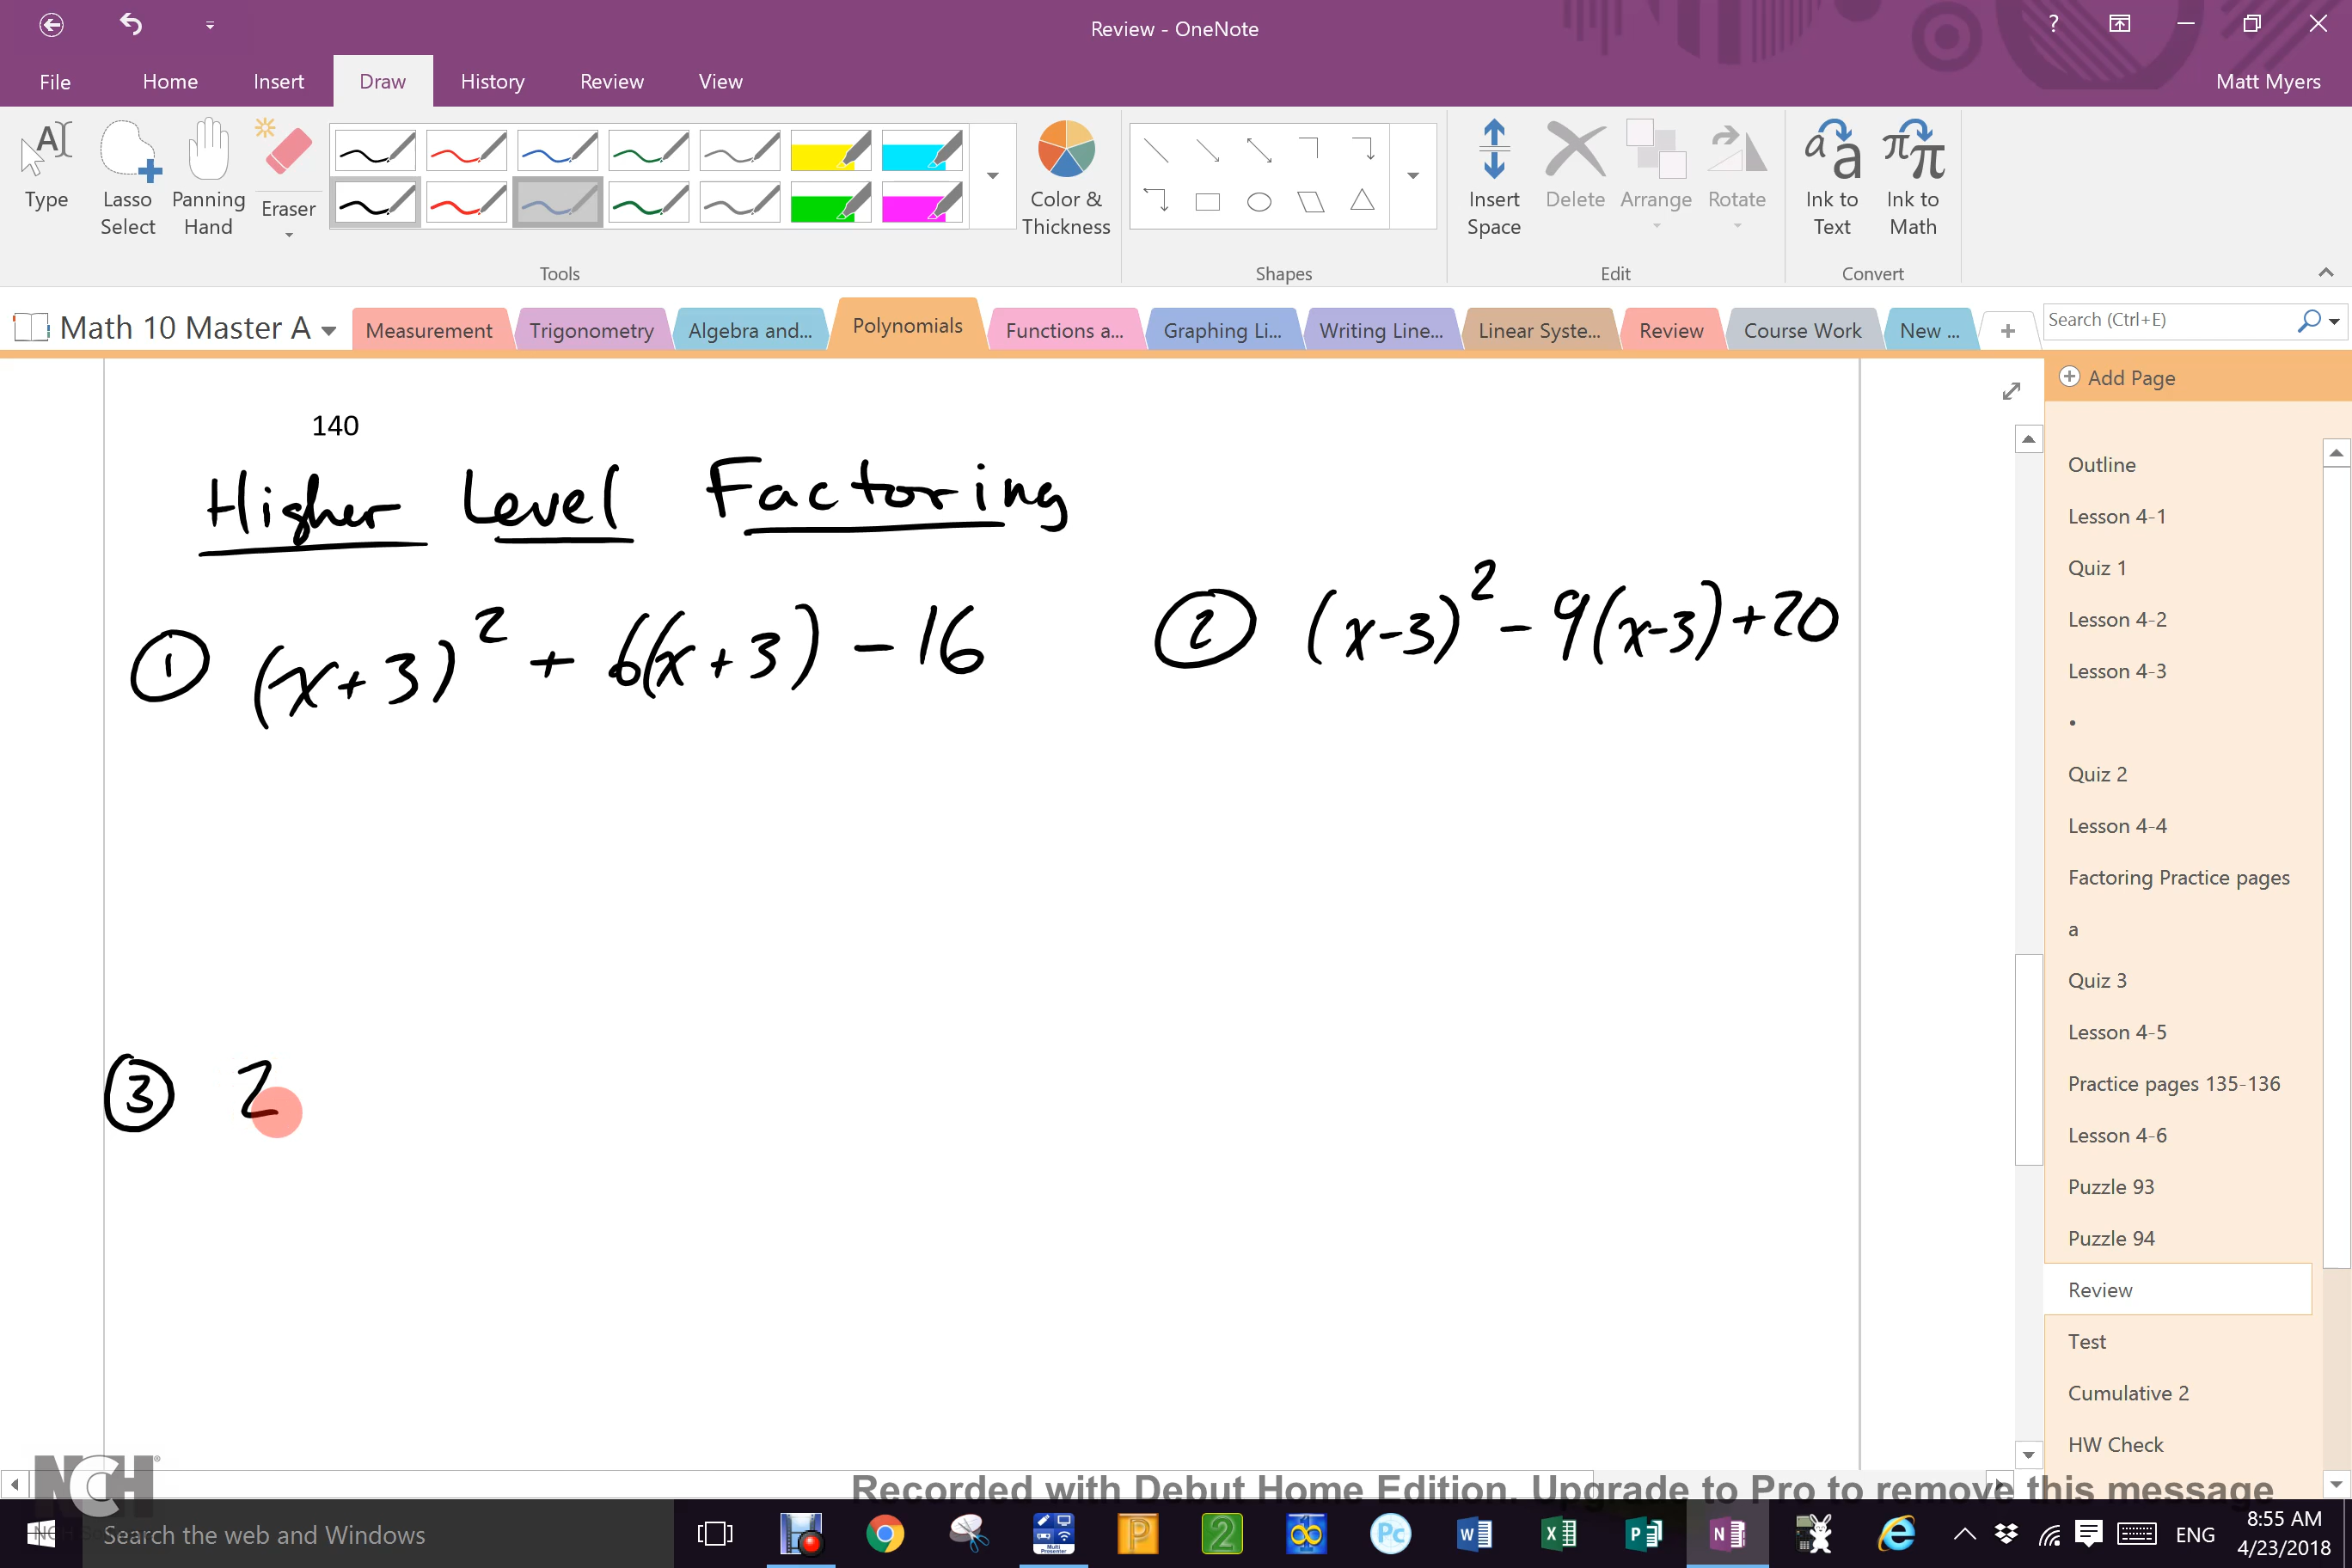 Review - OneNote
?
File Home Insert Draw History Review View Matt Myers
Type
Lasso Select
Panning Hand
Eraser
Color & Thickness
Insert Space
Delete
Arrange
Rotate
Ink to Text
Ink to Math
Tools Shapes Edit Convert
Math 10 Master A Measurement Trigonometry Algebra and... Polynomials Functions a... Graphing Li... Writing Line... Linear Syste... Review Course Work New ... + Search (Ctrl+E)
Add Page
Outline
Lesson 4-1
Quiz 1
Lesson 4-2
Lesson 4-3
•
Quiz 2
Lesson 4-4
Factoring Practice pages
a
Quiz 3
Lesson 4-5
Practice pages 135-136
Lesson 4-6
Puzzle 93
Puzzle 94
Review
Test
Cumulative 2
HW Check
140
Higher Level Factoring
① (x+3)² + 6(x+3) - 16
② (x-3)² - 9(x-3)+20
③ 2
NCH®
Recorded with Debut Home Edition. Upgrade to Pro to remove this message
Search the web and Windows
ENG
8:55 AM
4/23/2018